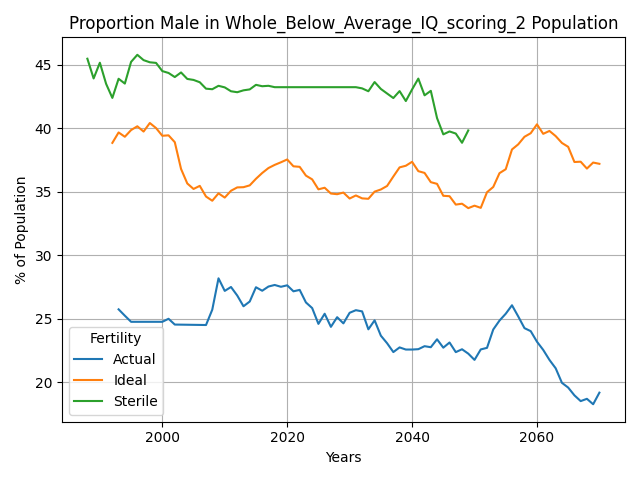 Proportion Male in Whole_Below_Average_IQ_scoring_2 Population
% of Population
45
40
35
30
25
20
Fertility
Actual
Ideal
Sterile
2000
2020
2040
2060
Years